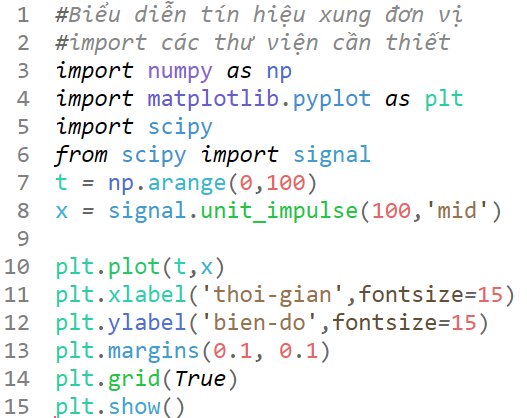 1 #Biểu diễn tín hiệu xung đơn vị
2 #import các thư viện cần thiết
3 import numpy as np
4 import matplotlib.pyplot as plt
5 import scipy
6 from scipy import signal
7 t = np.arange(0,100)
8 x = signal.unit_impulse(100,'mid')
9
10 plt.plot(t,x)
11 plt.xlabel('thoi-gian',fontsize=15)
12 plt.ylabel('bien-do',fontsize=15)
13 plt.margins(0.1, 0.1)
14 plt.grid(True)
15 plt.show()